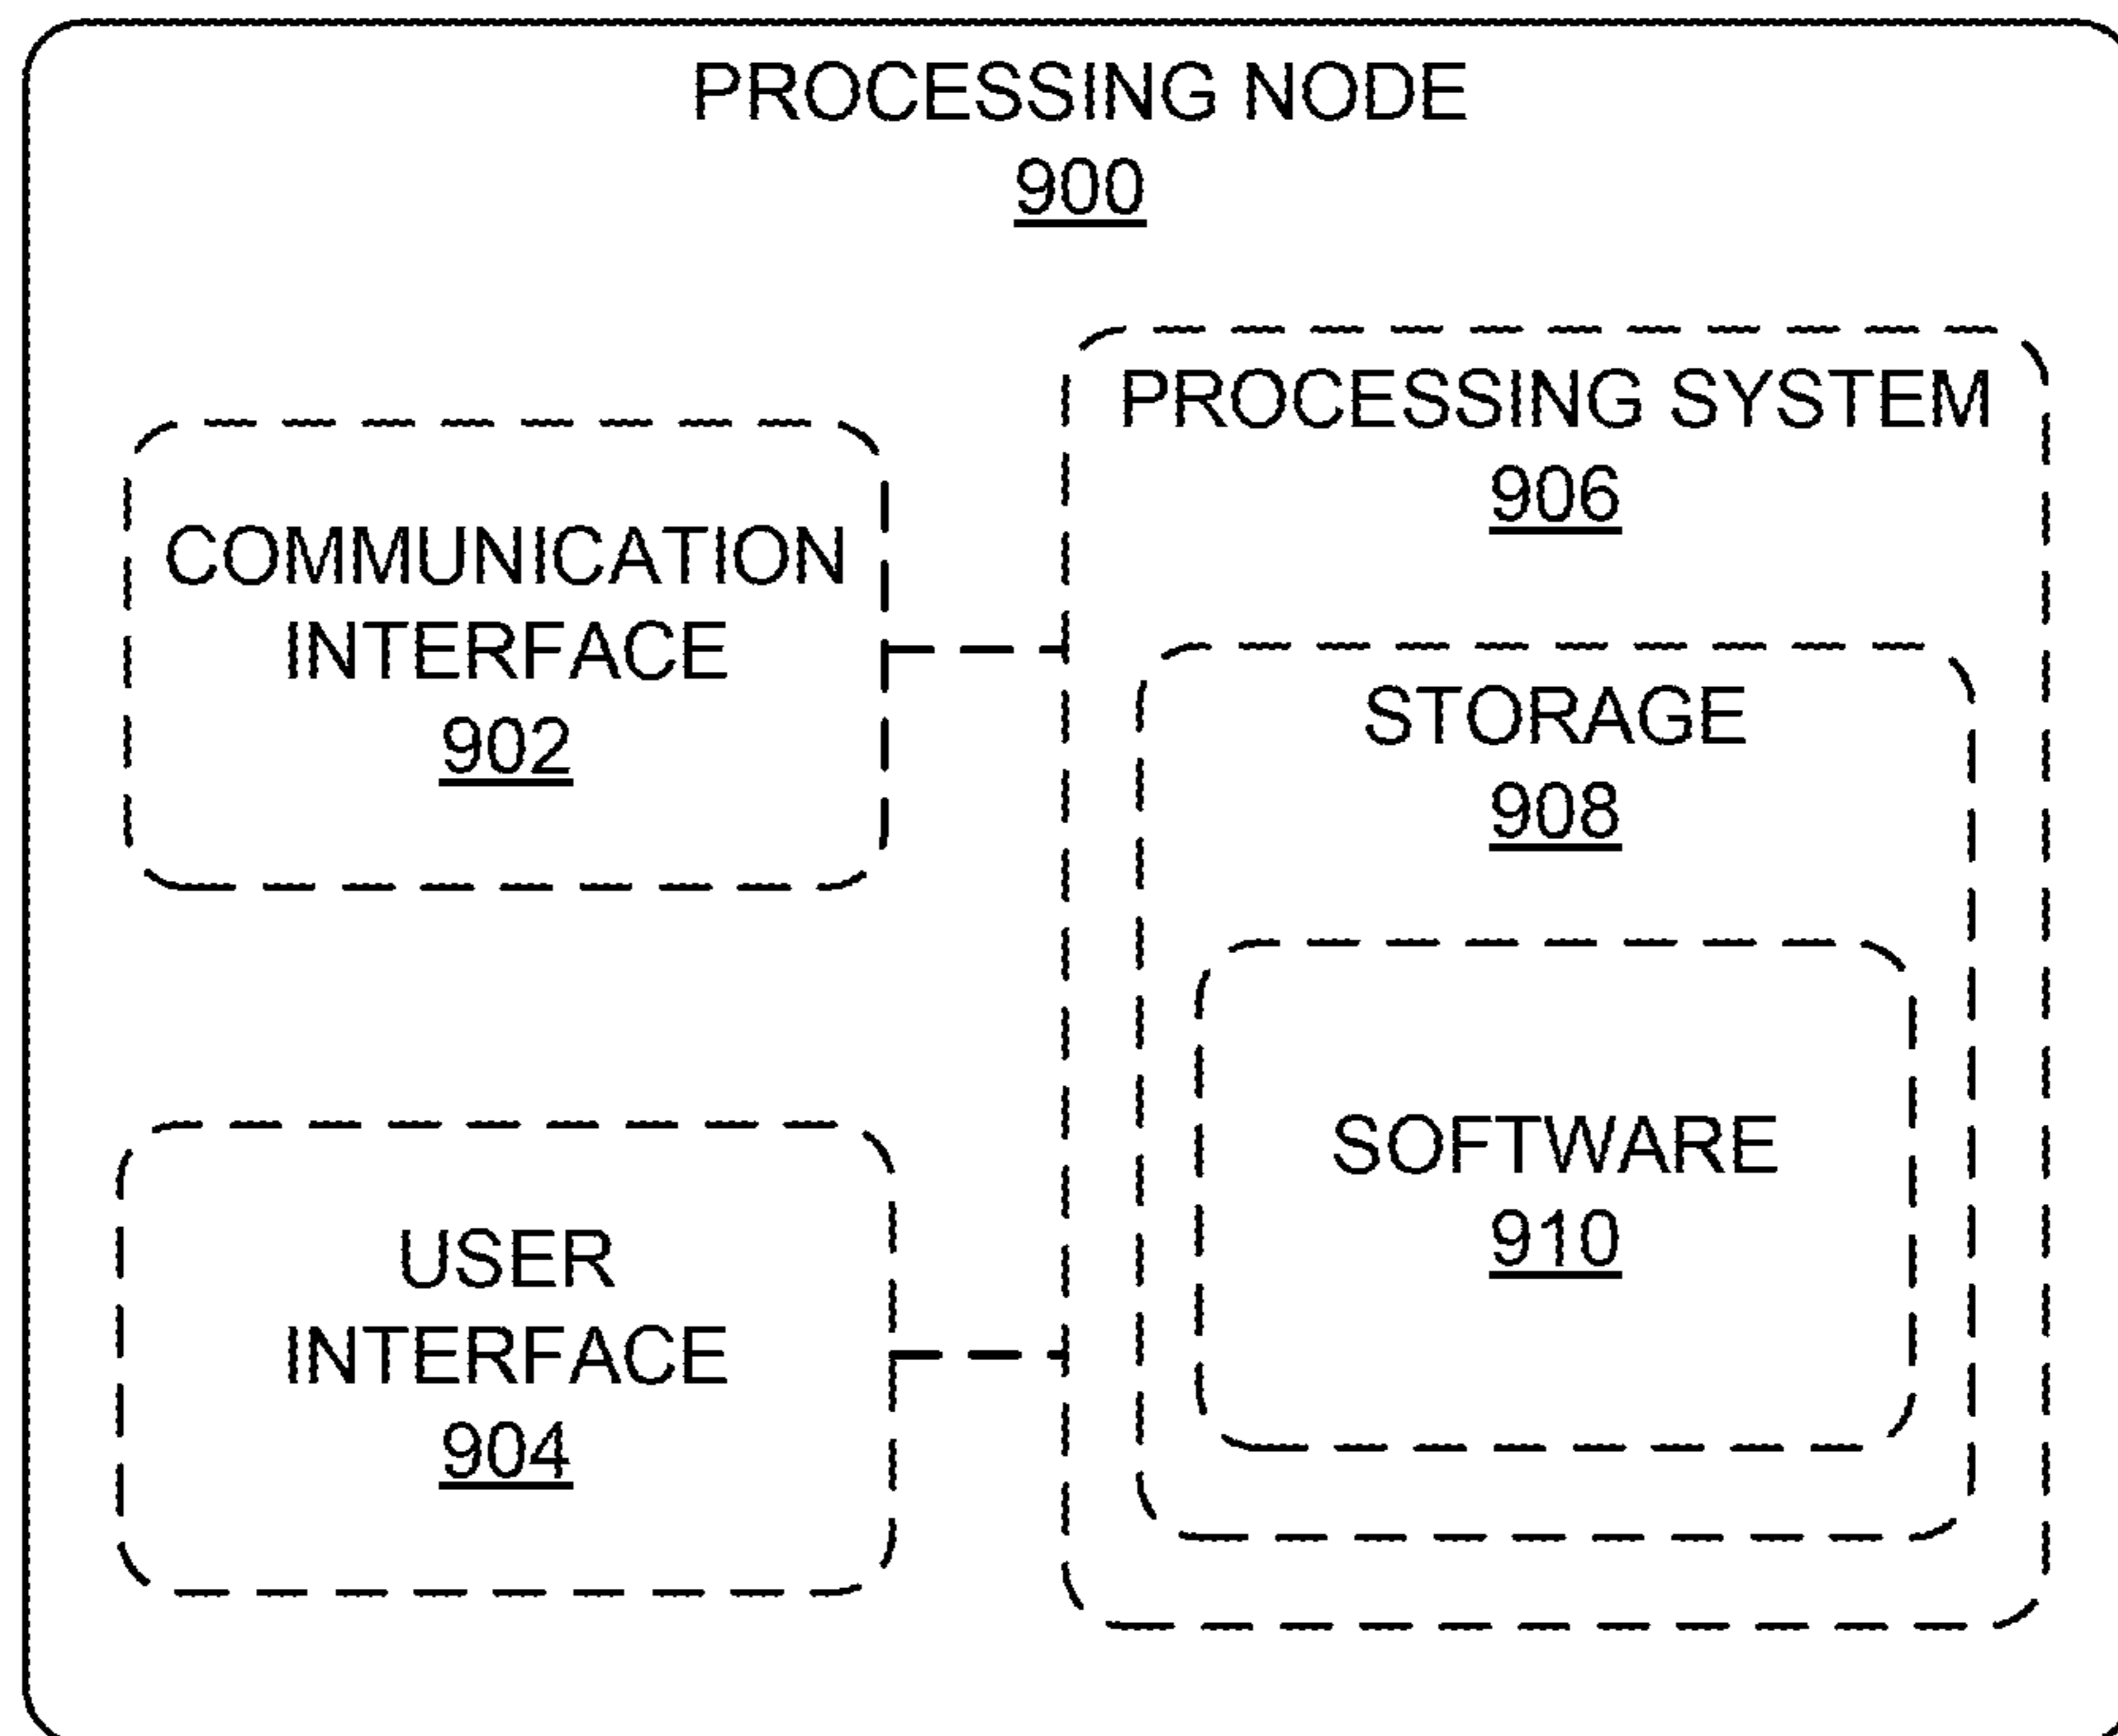 PROCESSING NODE
900
COMMUNICATION
INTERFACE
902
USER
INTERFACE
904
PROCESSING SYSTEM
906
STORAGE
908
SOFTWARE
910